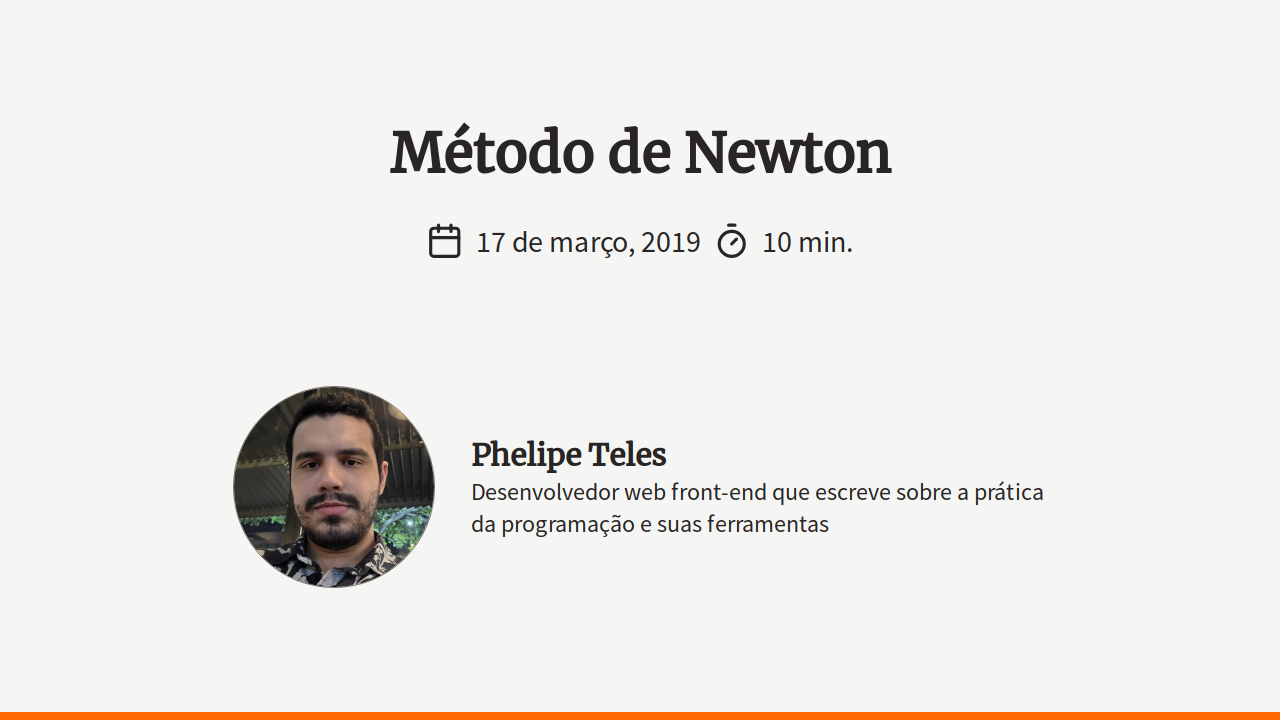 Método de Newton
17 de março, 2019 10 min.
Phelipe Teles
Desenvolvedor web front-end que escreve sobre a prática
da programação e suas ferramentas